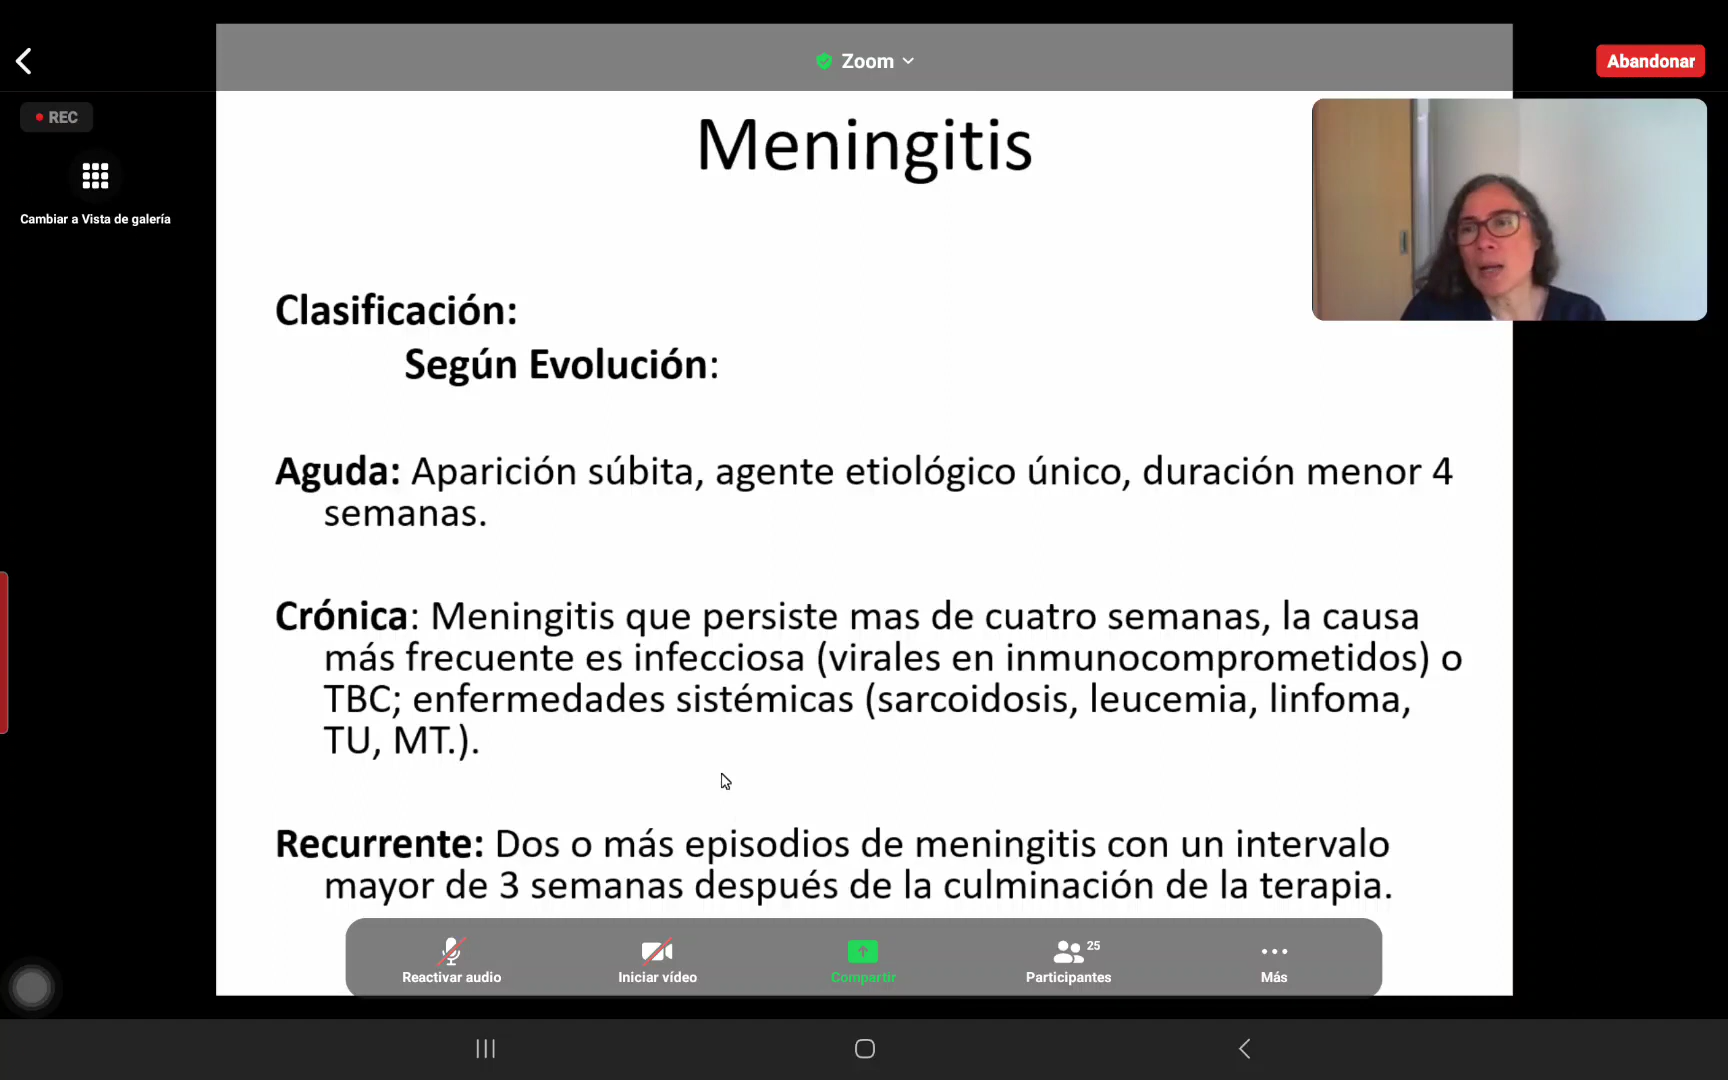 Zoom
Abandonar
REC
Cambiar a Vista de galería
Meningitis
Clasificación:
Según Evolución:
Aguda: Aparición súbita, agente etiológico único, duración menor 4
semanas.
Crónica: Meningitis que persiste mas de cuatro semanas, la causa
más frecuente es infecciosa (virales en inmunocomprometidos) o
TBC; enfermedades sistémicas (sarcoidosis, leucemia, linfoma,
TU, MT.).
Recurrente: Dos o más episodios de meningitis con un intervalo
mayor de 3 semanas después de la culminación de la terapia.
25
Reactivar audio
Iniciar vídeo
Compartir
Participantes
Más